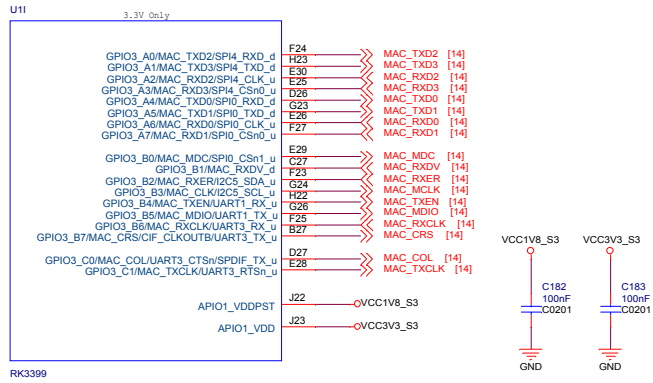 U1I
3.3V Only
GPIO3_A0/MAC_TXD2/SPI4_RXD_d F24 MAC_TXD2 [14]
GPIO3_A1/MAC_TXD3/SPI4_TXD_d H23 MAC_TXD3 [14]
GPIO3_A2/MAC_RXD2/SPI4_CLK_u E30 MAC_RXD2 [14]
GPIO3_A3/MAC_RXD3/SPI4_CSn0_u E25 MAC_RXD3 [14]
GPIO3_A4/MAC_TXD0/SPI0_RXD_d D26 MAC_TXD0 [14]
GPIO3_A5/MAC_TXD1/SPI0_TXD_d G23 MAC_TXD1 [14]
GPIO3_A6/MAC_RXD0/SPI0_CLK_u E26 MAC_RXD0 [14]
GPIO3_A7/MAC_RXD1/SPI0_CSn0_u F27 MAC_RXD1 [14]
GPIO3_B0/MAC_MDC/SPI0_CSn1_u E29 MAC_MDC [14]
GPIO3_B1/MAC_RXDV_d C27 MAC_RXDV [14]
GPIO3_B2/MAC_RXER/I2C5_SDA_u F23 MAC_RXER [14]
GPIO3_B3/MAC_CLK/I2C5_SCL_u G24 MAC_MCLK [14]
GPIO3_B4/MAC_TXEN/UART1_RX_u H22 MAC_TXEN [14]
GPIO3_B5/MAC_MDIO/UART1_TX_u G26 MAC_MDIO [14]
GPIO3_B6/MAC_RXCLK/UART3_RX_u F25 MAC_RXCLK [14]
GPIO3_B7/MAC_CRS/CIF_CLKOUTB/UART3_TX_u B27 MAC_CRS [14]
GPIO3_C0/MAC_COL/UART3_CTSn/SPDIF_TX_u D27 MAC_COL [14]
GPIO3_C1/MAC_TXCLK/UART3_RTSn_u E28 MAC_TXCLK [14]
APIO1_VDDPST J22 VCC1V8_S3
APIO1_VDD J23 VCC3V3_S3
RK3399
VCC1V8_S3 VCC3V3_S3
C182 C183
100nF 100nF
C0201 C0201
GND GND